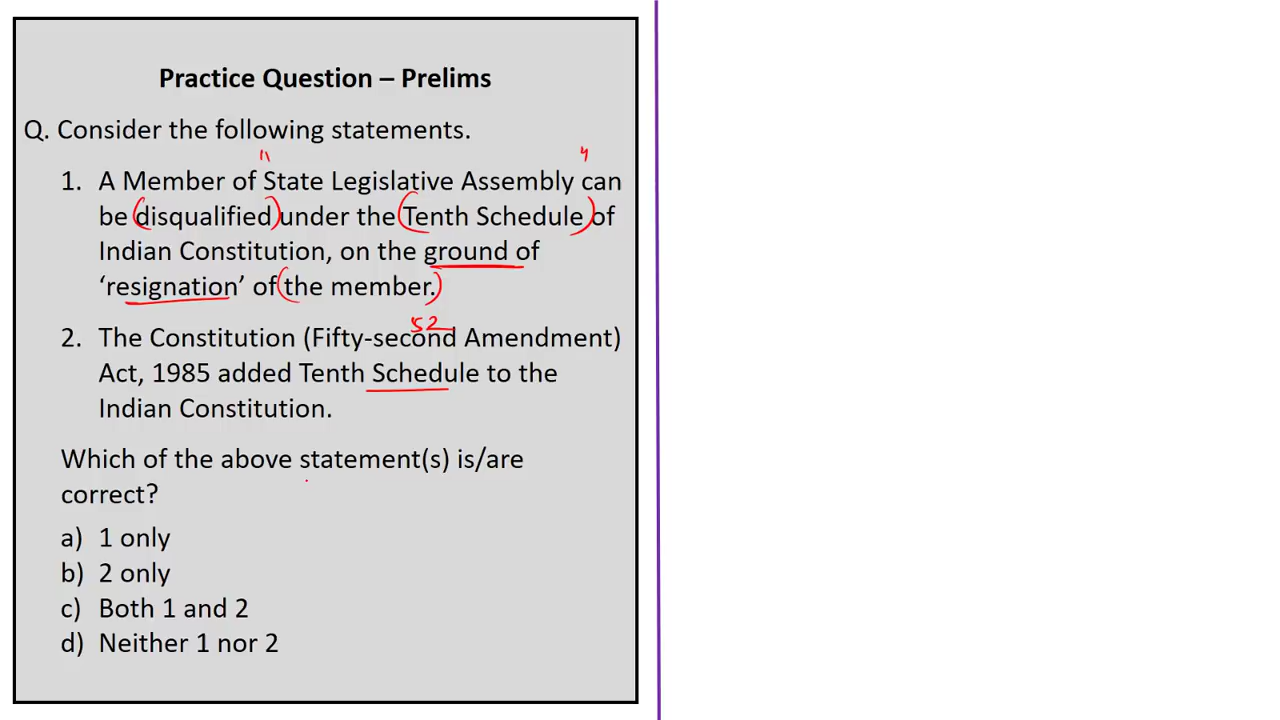 Practice Question – Prelims
Q. Consider the following statements.
1. A Member of State Legislative Assembly can
be disqualified under the Tenth Schedule of
Indian Constitution, on the ground of
‘resignation’ of the member.
52
2. The Constitution (Fifty-second Amendment)
Act, 1985 added Tenth Schedule to the
Indian Constitution.
Which of the above statement(s) is/are
correct?
a) 1 only
b) 2 only
c) Both 1 and 2
d) Neither 1 nor 2